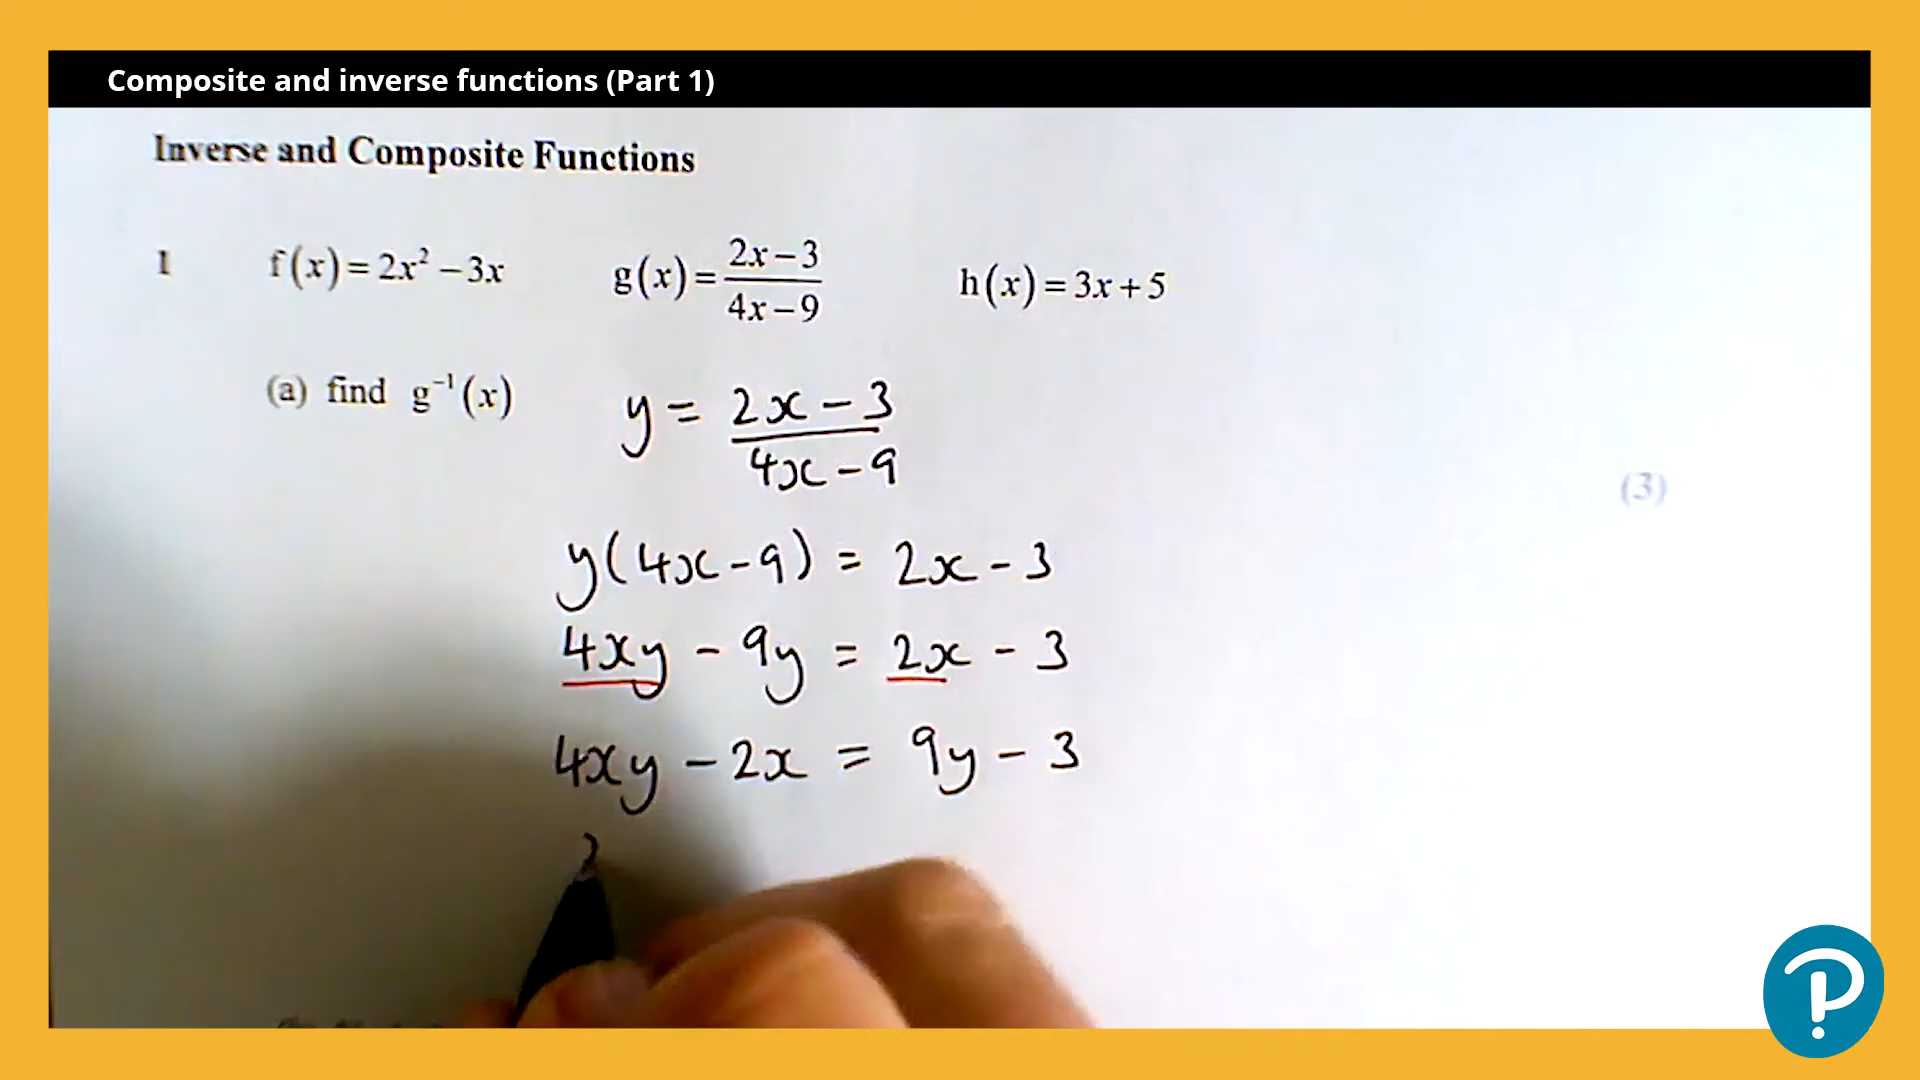 Composite and inverse functions (Part 1)
Inverse and Composite Functions
1 f(x) = 2x² − 3x g(x) = (2x − 3)/(4x − 9) h(x) = 3x + 5
(a) find g⁻¹(x)
y = (2x − 3)/(4x − 9)
(3)
y(4x − 9) = 2x − 3
4xy − 9y = 2x − 3
4xy − 2x = 9y − 3